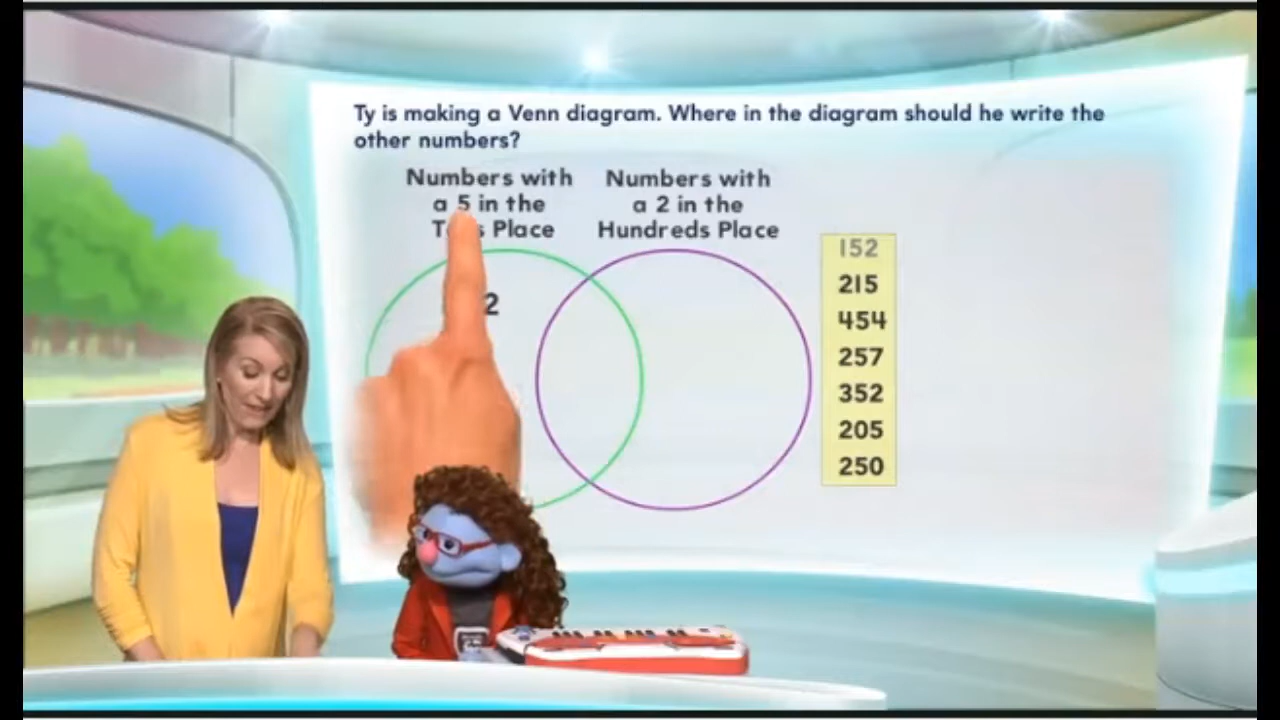 Ty is making a Venn diagram. Where in the diagram should he write the
other numbers?
Numbers with
a 5 in the
Place
Numbers with
a 2 in the
Hundreds Place
2
152
215
454
257
352
205
250